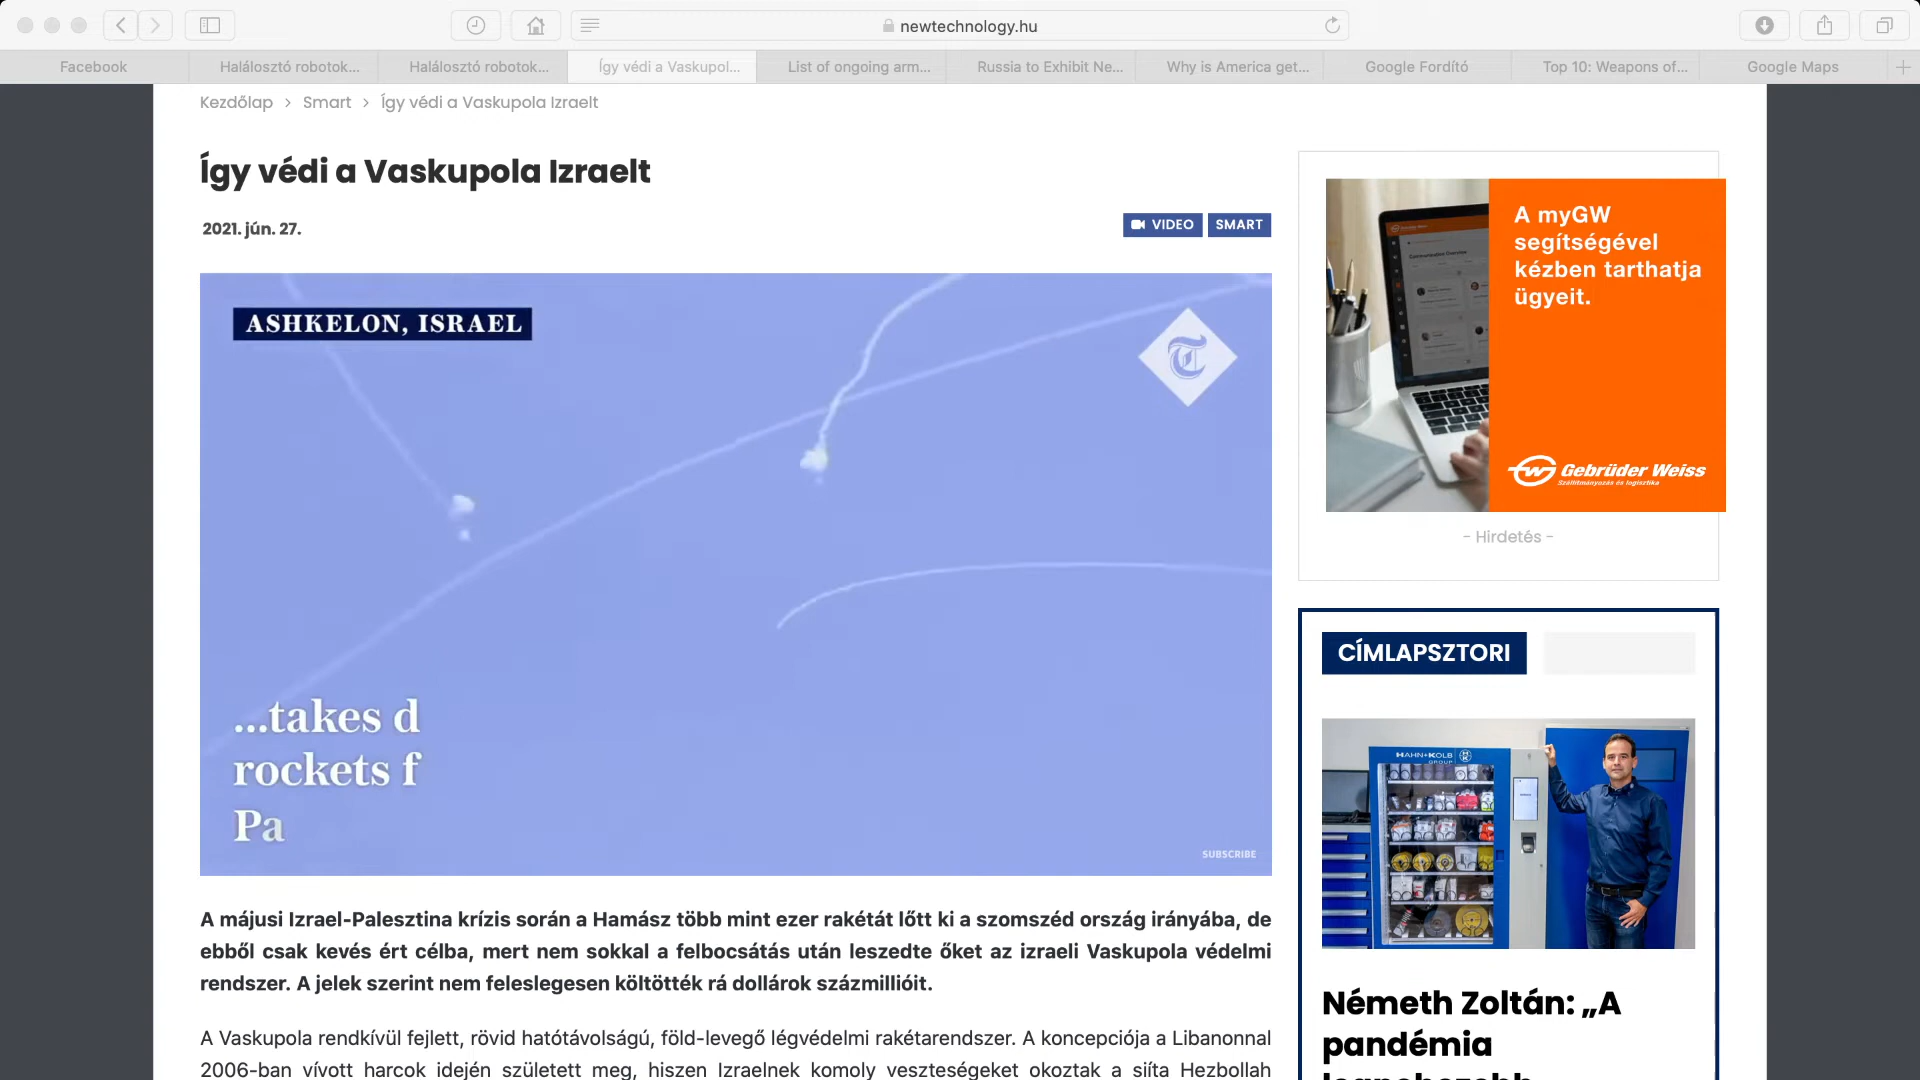 newtechnology.hu
Facebook
Halálosztó robotok...
Halálosztó robotok...
Így védi a Vaskupol...
List of ongoing arm...
Russia to Exhibit Ne...
Why is America get...
Google Fordító
Top 10: Weapons of...
Google Maps
Kezdőlap > Smart > Így védi a Vaskupola Izraelt
Így védi a Vaskupola Izraelt
2021. jún. 27.
VIDEO
SMART
ASHKELON, ISRAEL
T
...takes d
rockets f
Pa
SUBSCRIBE
A májusi Izrael-Palesztina krízis során a Hamász több mint ezer rakétát lőtt ki a szomszéd ország irányába, de
ebből csak kevés ért célba, mert nem sokkal a felbocsátás után leszedte őket az izraeli Vaskupola védelmi
rendszer. A jelek szerint nem feleslegesen költötték rá dollárok százmillióit.
A Vaskupola rendkívül fejlett, rövid hatótávolságú, föld-levegő légvédelmi rakétarendszer. A koncepciója a Libanonnal
2006-ban vívott harcok idején született meg, hiszen Izraelnek komoly veszteségeket okoztak a síita Hezbollah
A myGW
segítségével
kézben tarthatja
ügyeit.
Gebrüder Weiss
Szállítmányozás és logisztika
- Hirdetés -
CÍMLAPSZTORI
HAHN+KOLB
GROUP
Németh Zoltán: „A
pandémia